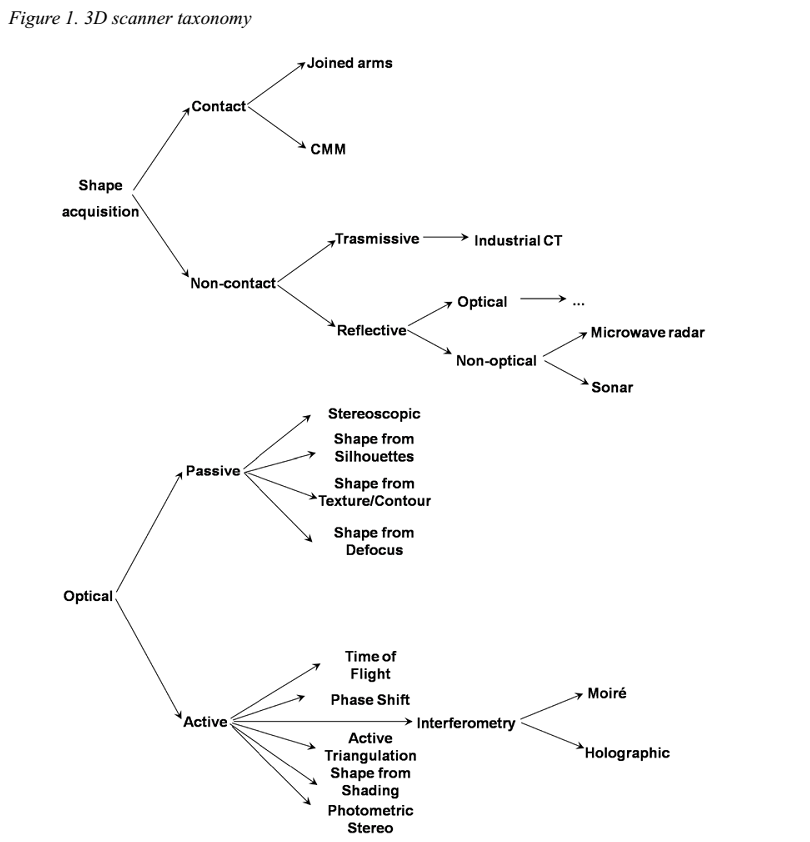 Figure 1. 3D scanner taxonomy
Joined arms
Contact
CMM
Shape
acquisition
Trasmissive
Industrial CT
Non-contact
Optical
...
Reflective
Microwave radar
Non-optical
Sonar
Stereoscopic
Shape from
Silhouettes
Passive
Shape from
Texture/Contour
Shape from
Defocus
Optical
Time of
Flight
Phase Shift
Moiré
Active
Interferometry
Active
Triangulation
Holographic
Shape from
Shading
Photometric
Stereo